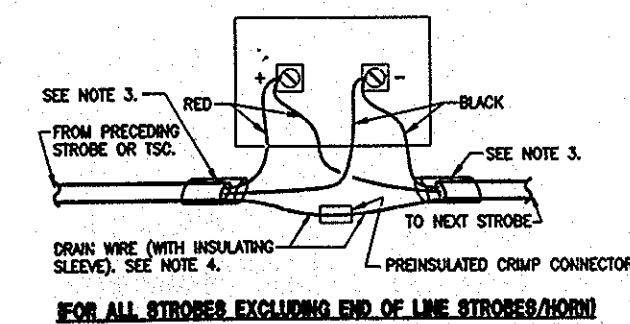 +
-
SEE NOTE 3.
RED
BLACK
FROM PRECEDING
STROBE OR TSC.
SEE NOTE 3.
TO NEXT STROBE
DRAIN WIRE (WITH INSULATING
SLEEVE). SEE NOTE 4.
PREINSULATED CRIMP CONNECTOR
(FOR ALL STROBES EXCLUDING END OF LINE STROBES/HORN)